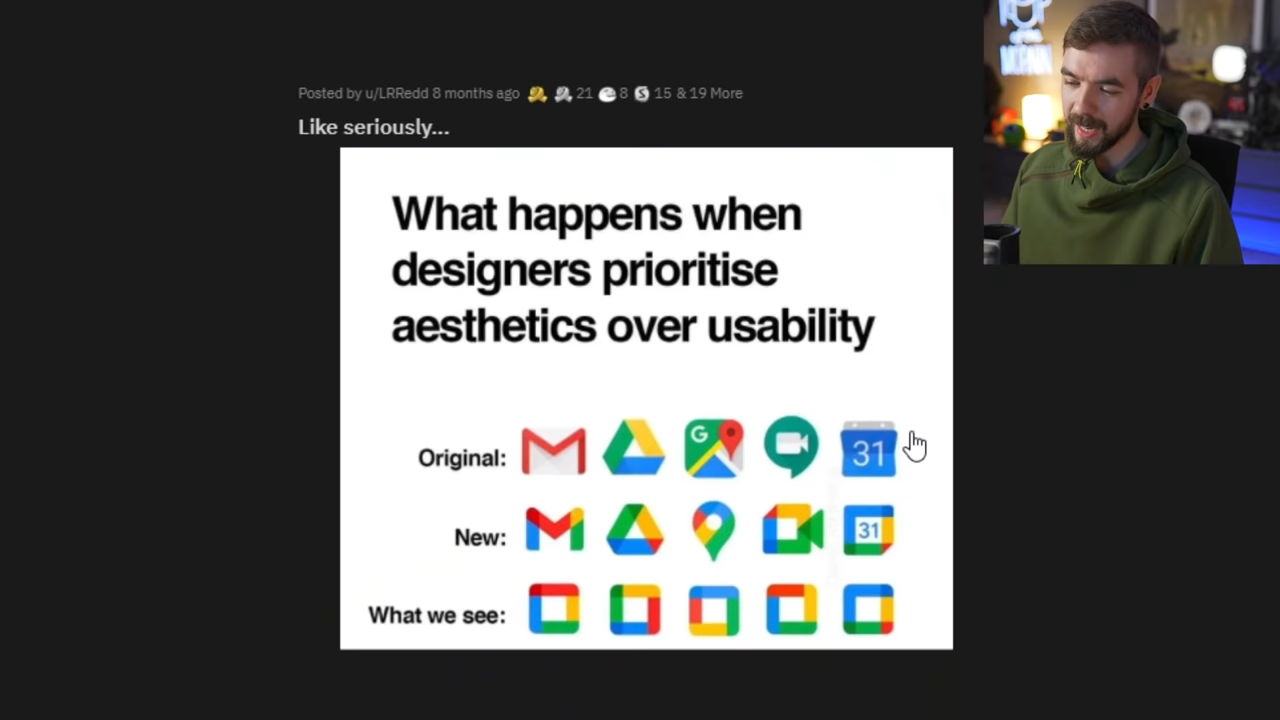 Posted by u/LRRedd 8 months ago 21 8 S 15 & 19 More
Like seriously...
What happens when
designers prioritise
aesthetics over usability
Original:
G
31
New:
31
What we see: